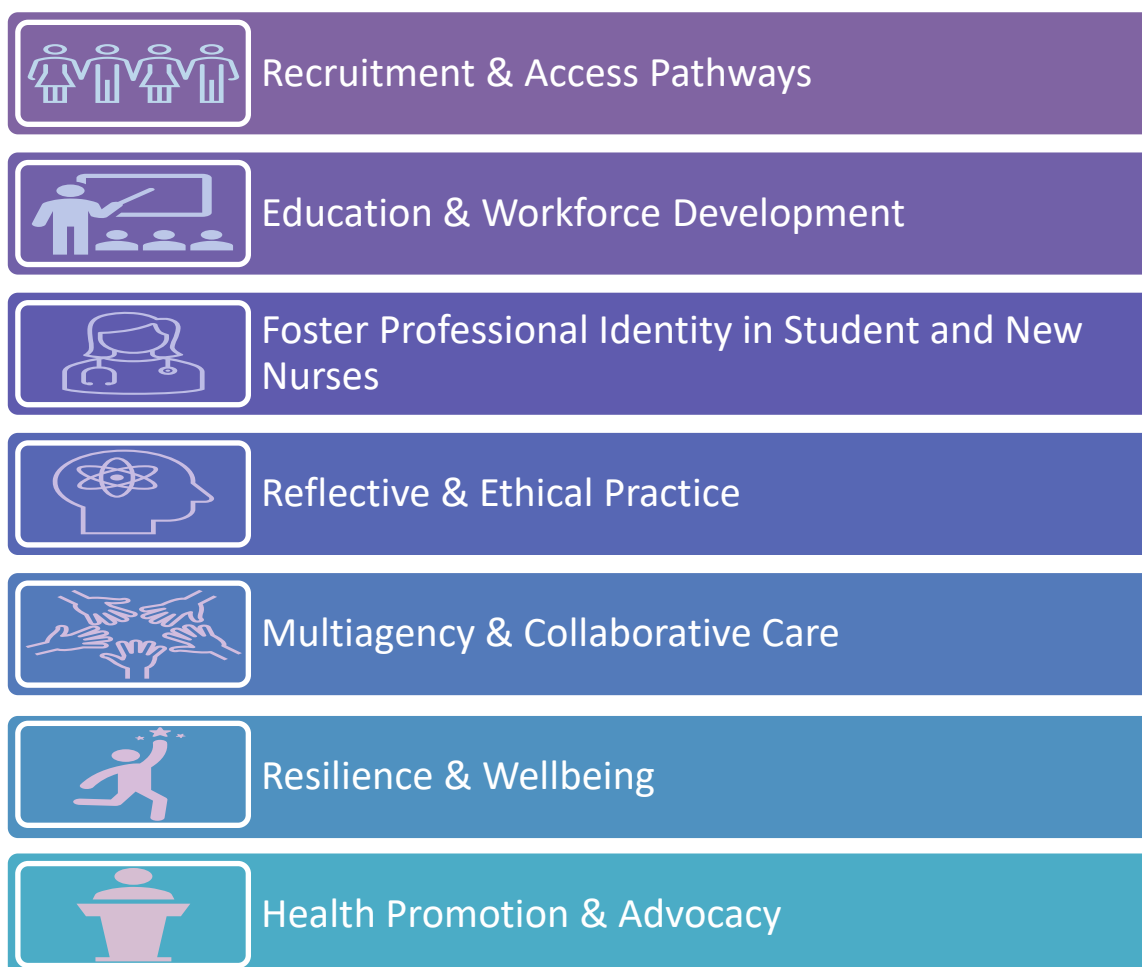 Recruitment & Access Pathways
Education & Workforce Development
Foster Professional Identity in Student and New
Nurses
Reflective & Ethical Practice
Multiagency & Collaborative Care
Resilience & Wellbeing
Health Promotion & Advocacy